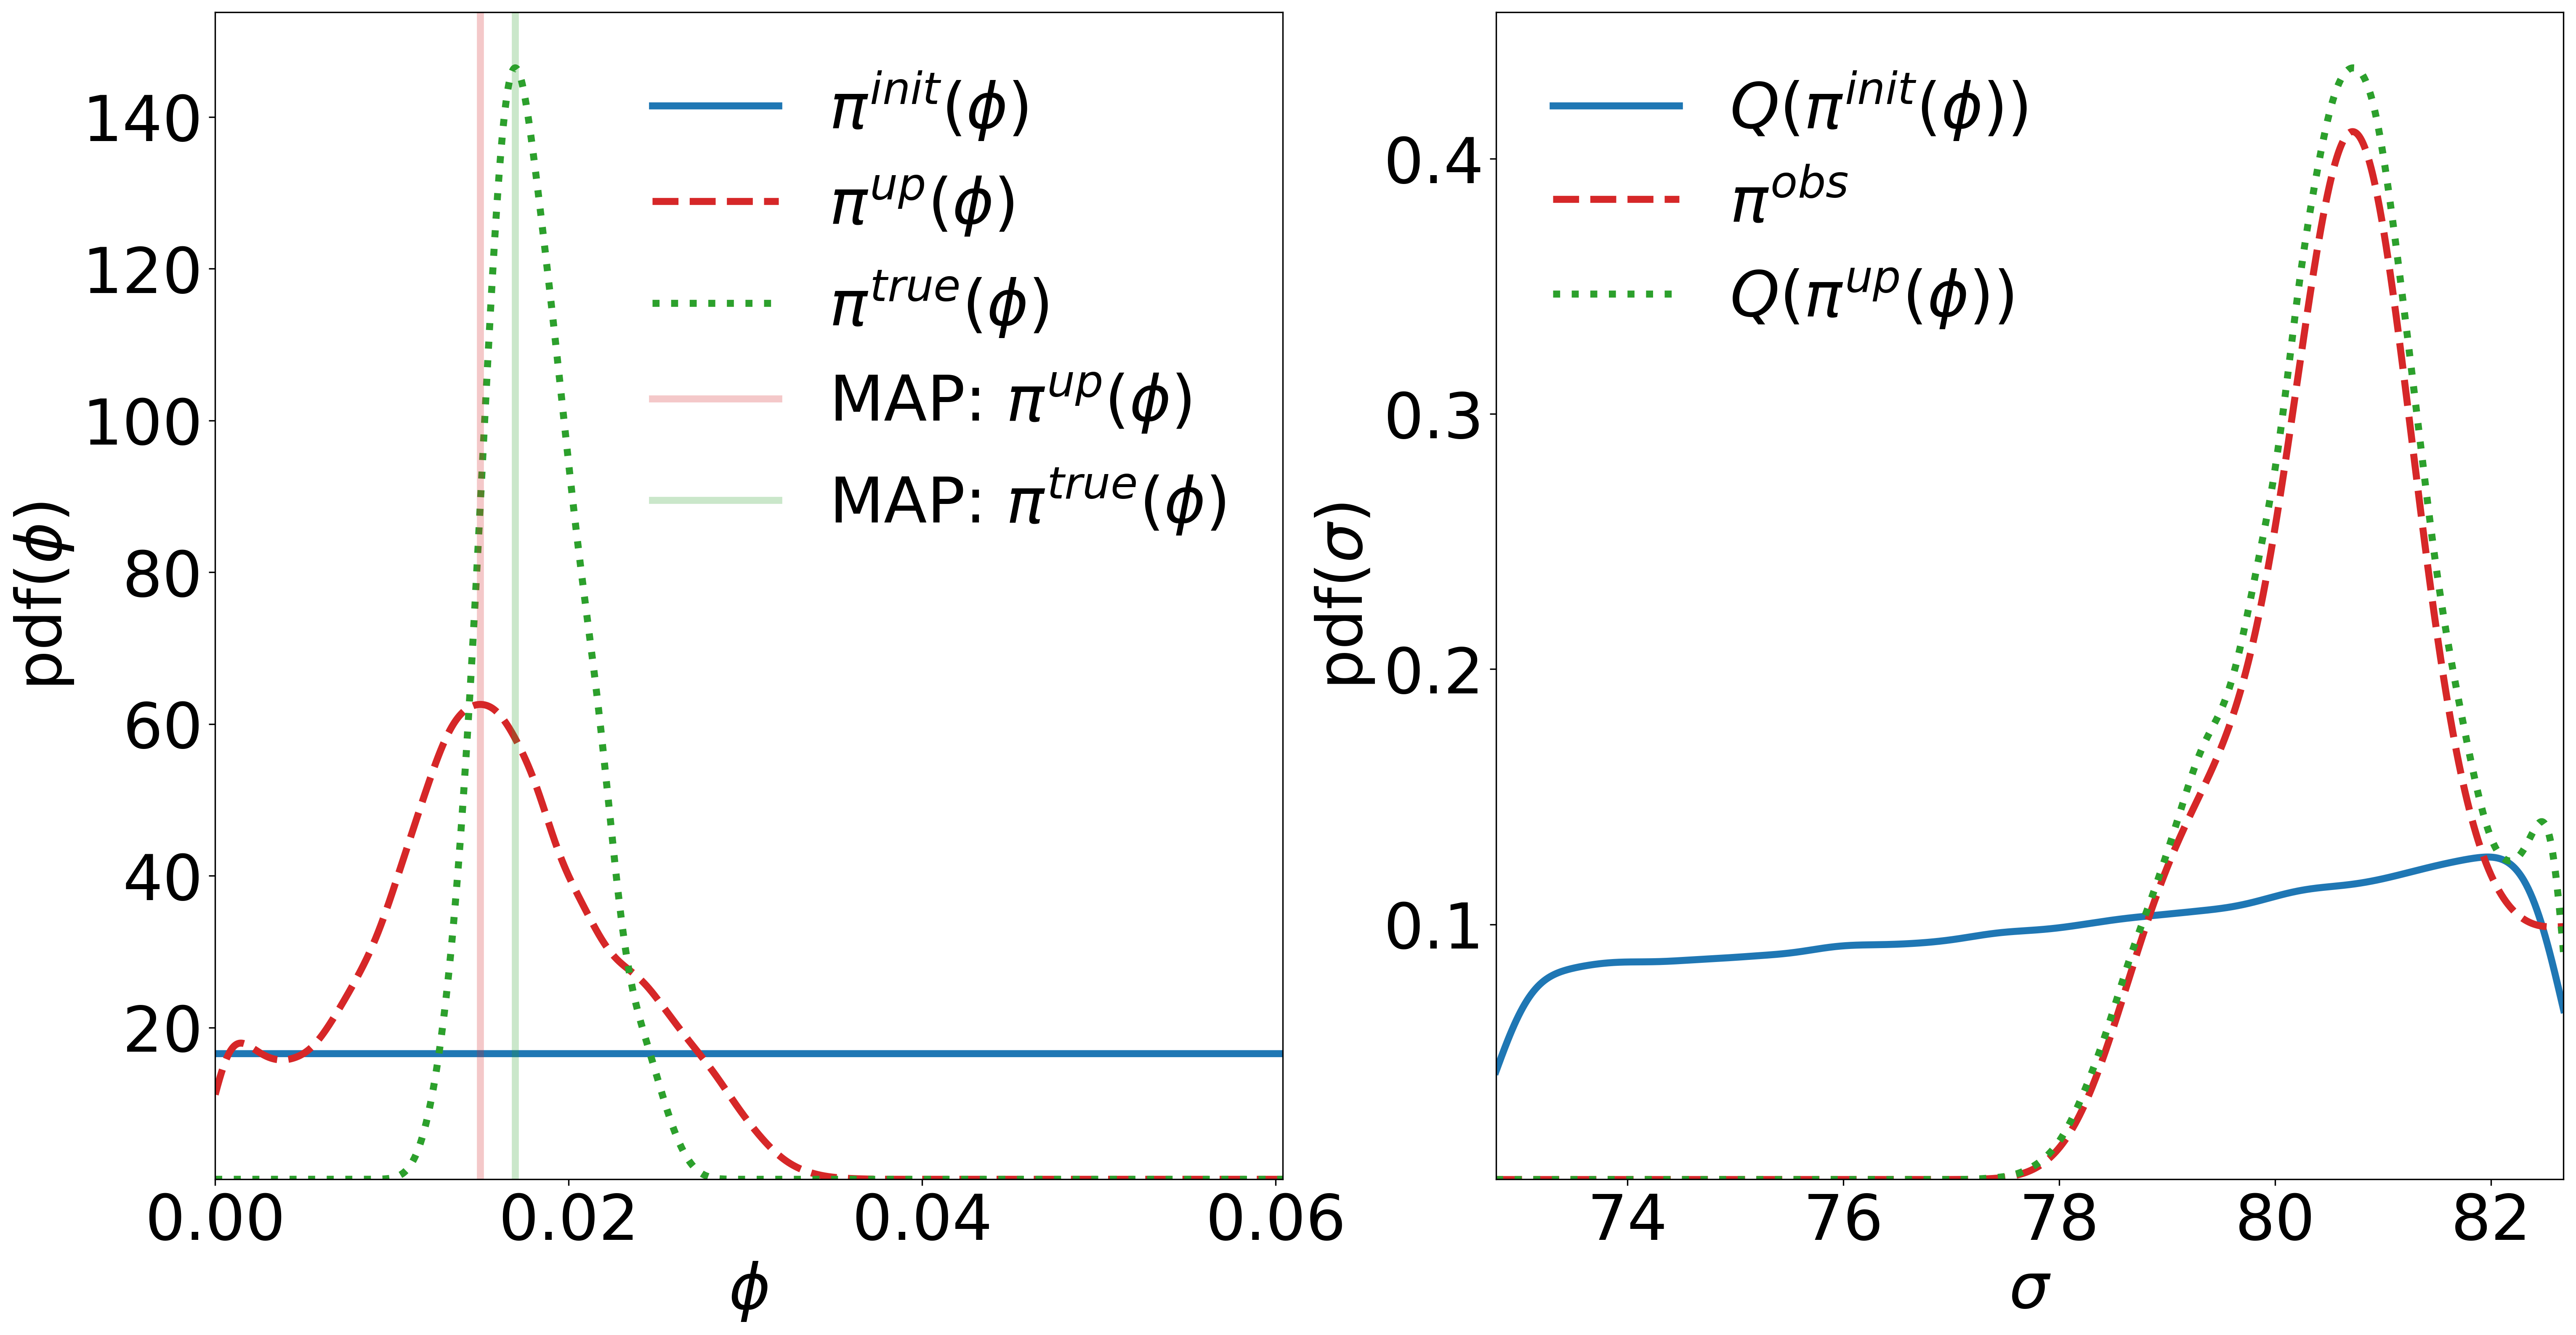 pdf(ϕ)
140
120
100
80
60
40
20
0.00 0.02 0.04 0.06
ϕ
π^{init}(ϕ)
π^{up}(ϕ)
π^{true}(ϕ)
MAP: π^{up}(ϕ)
MAP: π^{true}(ϕ)
pdf(σ)
0.4
0.3
0.2
0.1
74 76 78 80 82
σ
Q(π^{init}(ϕ))
π^{obs}
Q(π^{up}(ϕ))